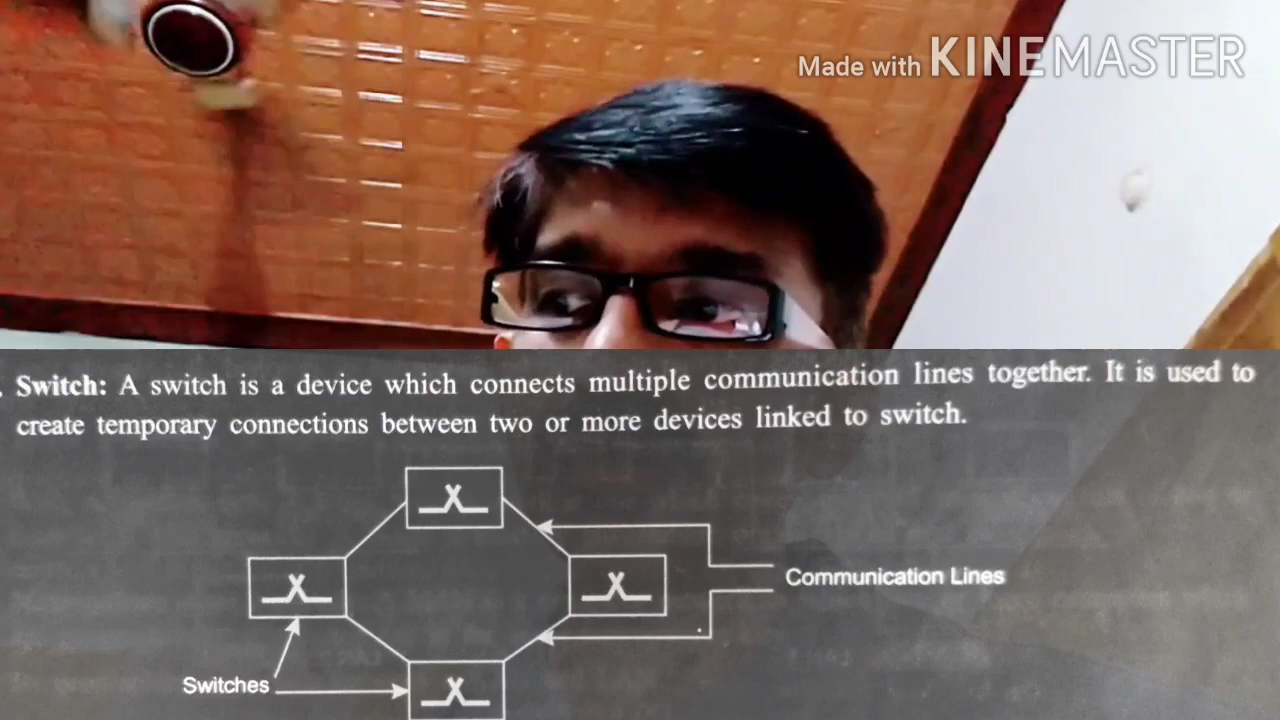 Made with KINEMASTER
Switch: A switch is a device which connects multiple communication lines together. It is used to
create temporary connections between two or more devices linked to switch.
Communication Lines
Switches